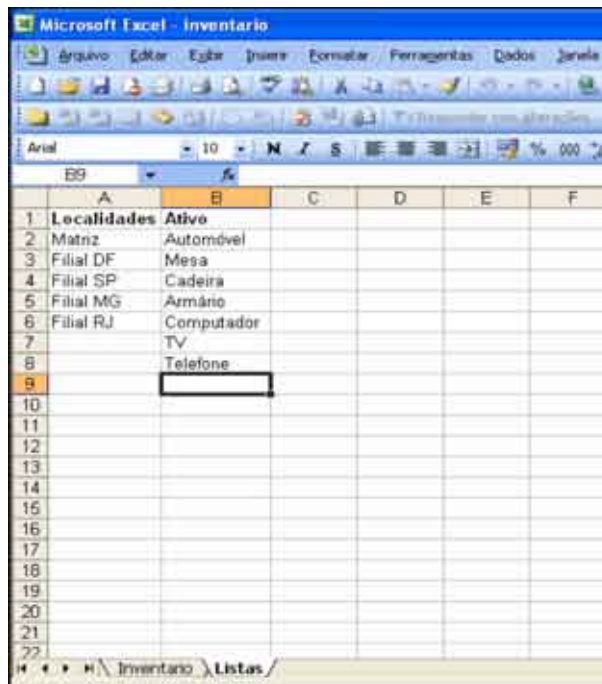 Microsoft Excel - Inventario
Arquivo Editar Exibir Inserir Formatar Ferramentas Dados Janela
Arial 10 N I S % 000
B9 fx
A B C D E F
1 Localidades Ativo
2 Matriz Automóvel
3 Filial DF Mesa
4 Filial SP Cadeira
5 Filial MG Armário
6 Filial RJ Computador
7 TV
8 Telefone
9
10
11
12
13
14
15
16
17
18
19
20
21
22
Inventario Listas